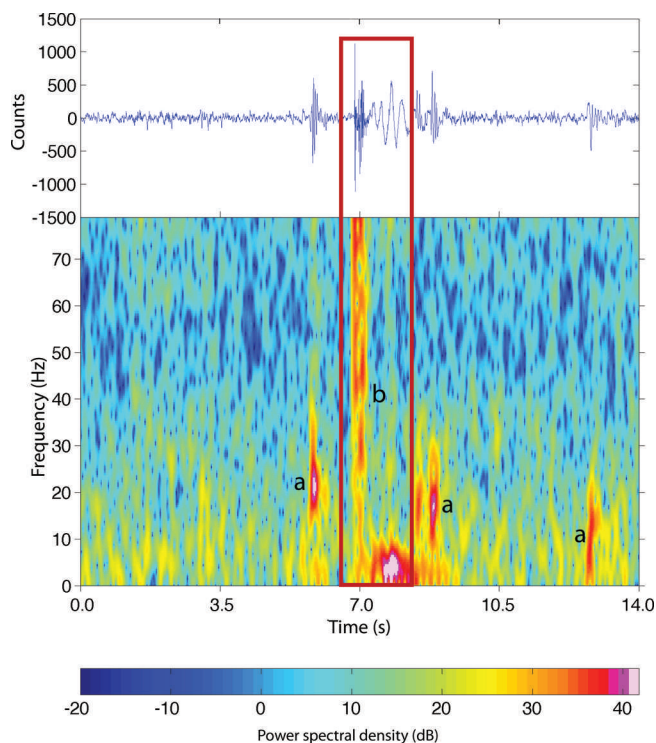 1500
1000
500
0
-500
-1000
-1500
Counts
70
60
50
40
30
20
10
0
Frequency (Hz)
a
b
a
a
0.0 3.5 7.0 10.5 14.0
Time (s)
-20 -10 0 10 20 30 40
Power spectral density (dB)